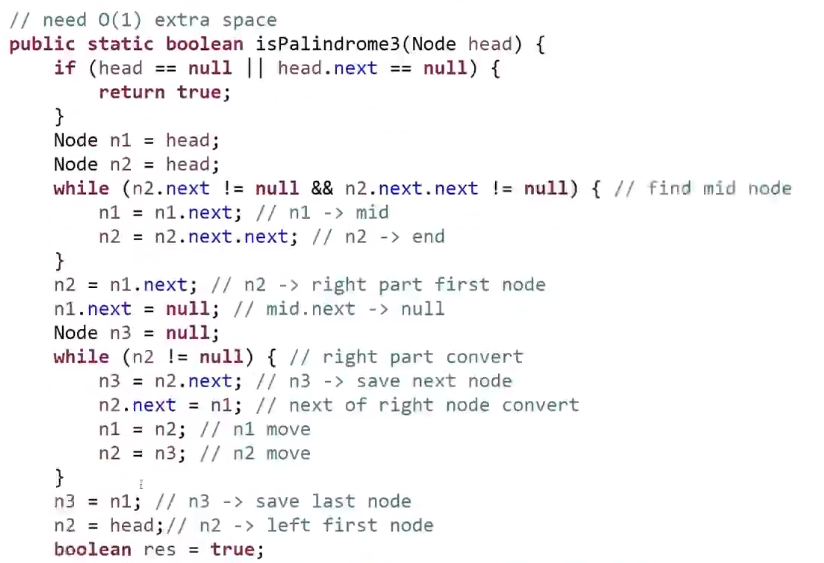 // need O(1) extra space
public static boolean isPalindrome3(Node head) {
    if (head == null || head.next == null) {
        return true;
    }
    Node n1 = head;
    Node n2 = head;
    while (n2.next != null && n2.next.next != null) { // find mid node
        n1 = n1.next; // n1 -> mid
        n2 = n2.next.next; // n2 -> end
    }
    n2 = n1.next; // n2 -> right part first node
    n1.next = null; // mid.next -> null
    Node n3 = null;
    while (n2 != null) { // right part convert
        n3 = n2.next; // n3 -> save next node
        n2.next = n1; // next of right node convert
        n1 = n2; // n1 move
        n2 = n3; // n2 move
    }
    n3 = n1; // n3 -> save last node
    n2 = head;// n2 -> left first node
    boolean res = true;